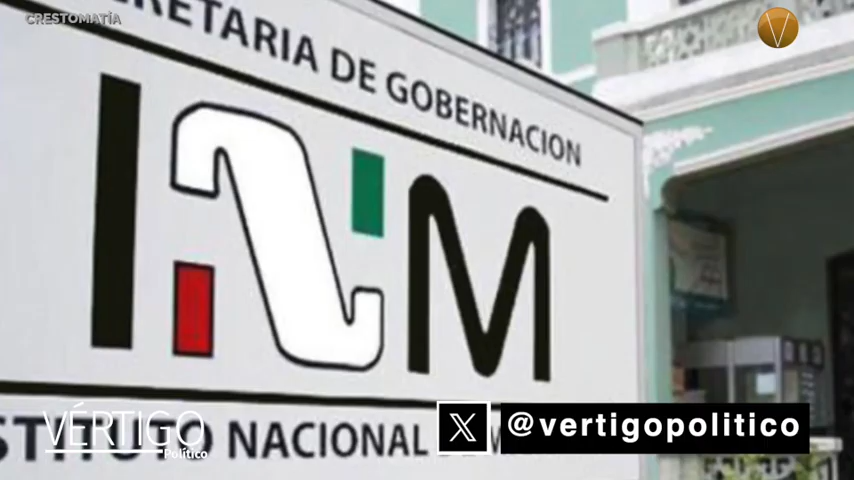 CRESTOMATÍA
RETARIA DE GOBERNACION
INM
NACIONAL
VÉRTIGO
Político
X @vertigopolitico